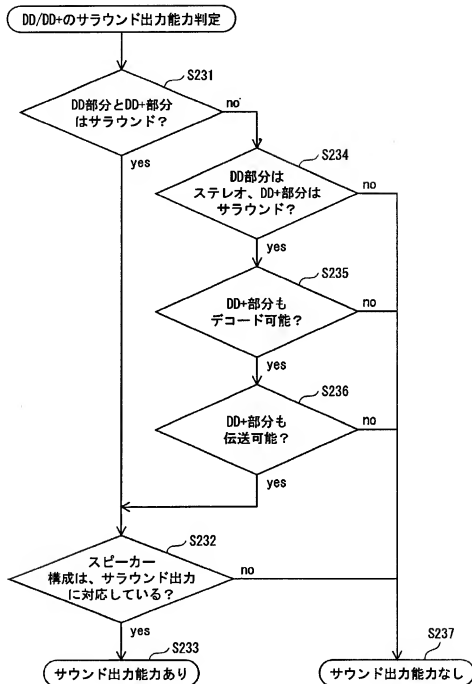 DD/DD+のサラウンド出力能力判定
S231
DD部分とDD+部分
はサラウンド？
no
yes
S234
DD部分は
ステレオ、DD+部分は
サラウンド？
no
yes
S235
DD+部分も
デコード可能？
no
yes
S236
DD+部分も
伝送可能？
no
yes
S232
スピーカー
構成は、サラウンド出力
に対応している？
no
yes
S233
サウンド出力能力あり
S237
サウンド出力能力なし